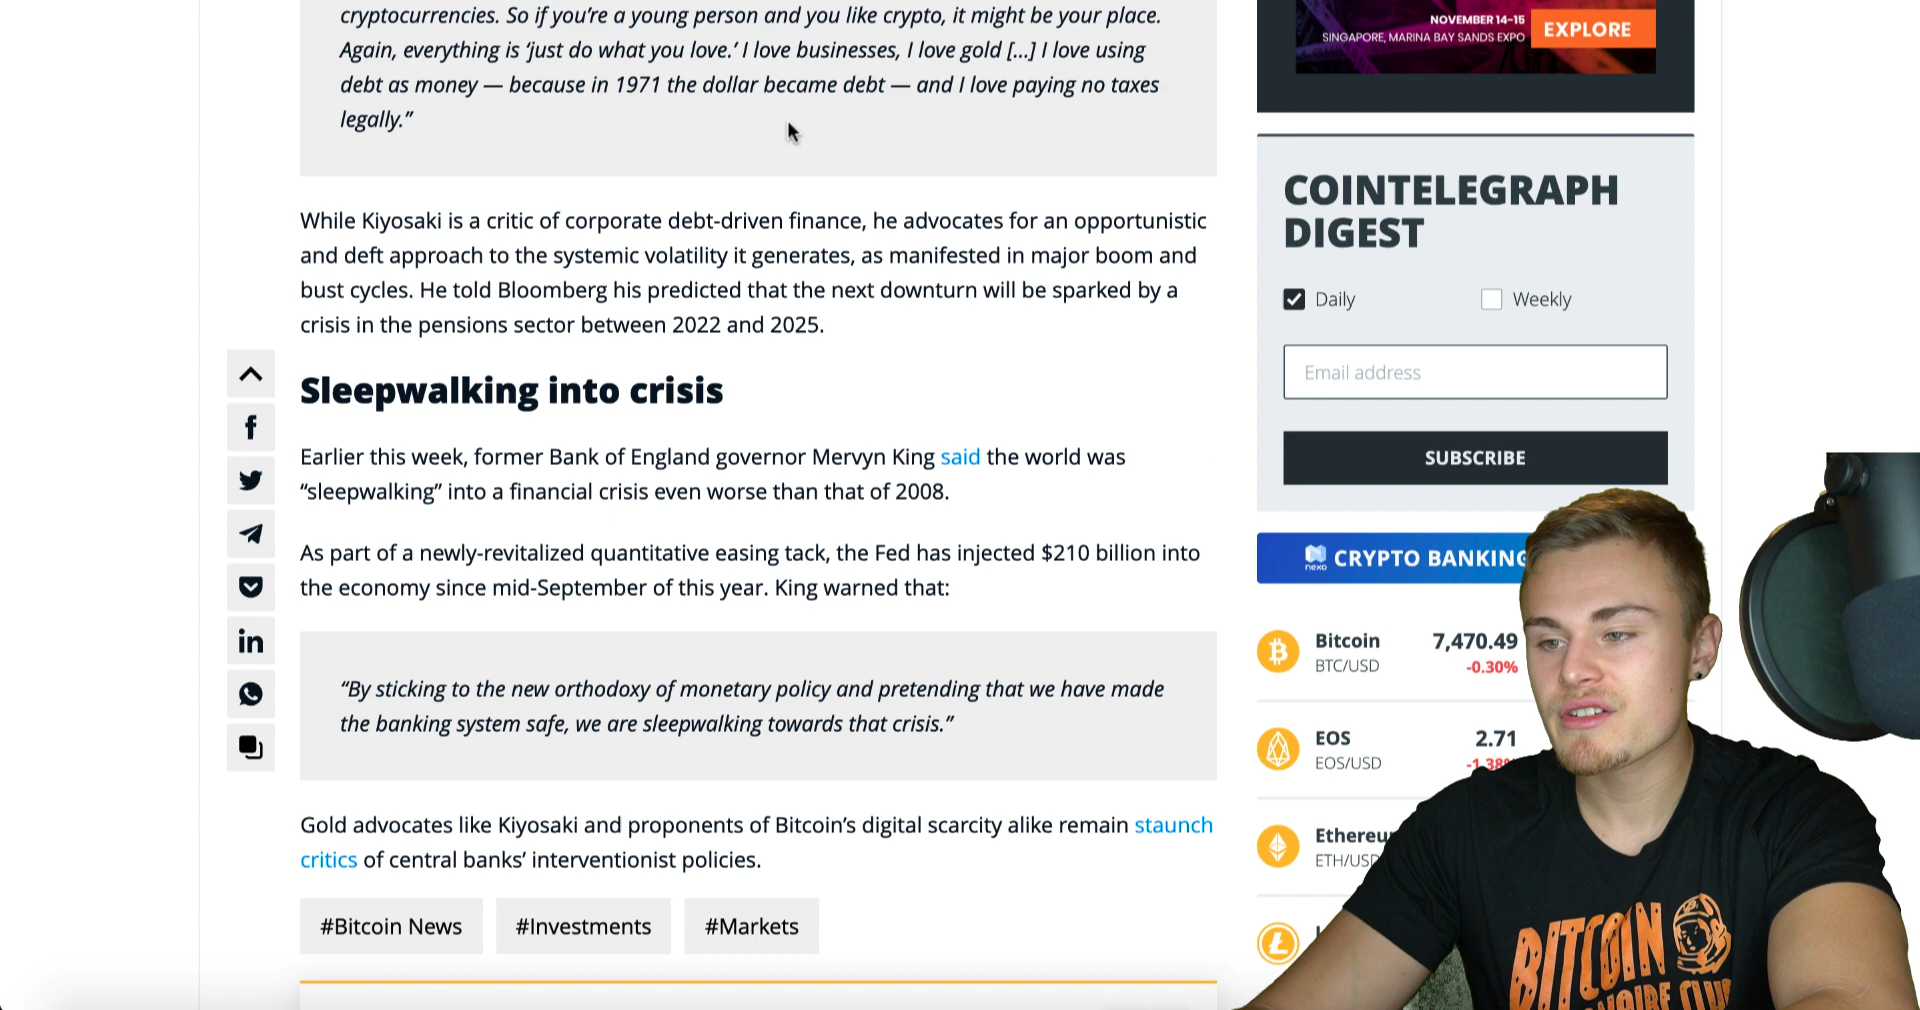 cryptocurrencies. So if you’re a young person and you like crypto, it might be your place.
Again, everything is ‘just do what you love.’ I love businesses, I love gold [...] I love using
debt as money — because in 1971 the dollar became debt — and I love paying no taxes
legally.”
While Kiyosaki is a critic of corporate debt-driven finance, he advocates for an opportunistic
and deft approach to the systemic volatility it generates, as manifested in major boom and
bust cycles. He told Bloomberg his predicted that the next downturn will be sparked by a
crisis in the pensions sector between 2022 and 2025.
Sleepwalking into crisis
Earlier this week, former Bank of England governor Mervyn King said the world was
“sleepwalking” into a financial crisis even worse than that of 2008.
As part of a newly-revitalized quantitative easing tack, the Fed has injected $210 billion into
the economy since mid-September of this year. King warned that:
“By sticking to the new orthodoxy of monetary policy and pretending that we have made
the banking system safe, we are sleepwalking towards that crisis.”
Gold advocates like Kiyosaki and proponents of Bitcoin’s digital scarcity alike remain staunch
critics of central banks’ interventionist policies.
#Bitcoin News #Investments #Markets
NOVEMBER 14-15
SINGAPORE, MARINA BAY SANDS EXPO
EXPLORE
COINTELEGRAPH
DIGEST
Daily Weekly
Email address
SUBSCRIBE
nexo CRYPTO BANKING
Bitcoin 7,470.49
BTC/USD -0.30%
EOS 2.71
EOS/USD -1.38%
Ethereu
ETH/USD
BITCOIN
CLUB